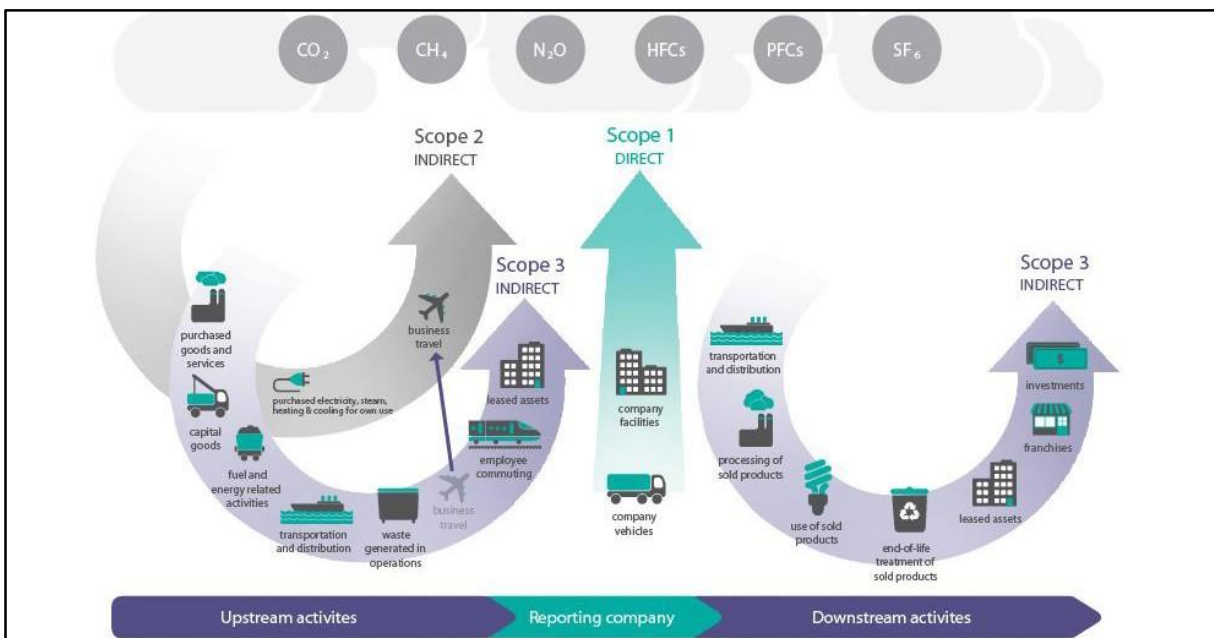 CO₂
CH₄
N₂O
HFCs
PFCs
SF₆
Scope 2
INDIRECT
Scope 1
DIRECT
Scope 3
INDIRECT
Scope 3
INDIRECT
purchased
goods and
services
capital
goods
fuel and
energy related
activities
purchased electricity, steam,
heating & cooling for own use
business
travel
transportation
and distribution
waste
generated in
operations
business
travel
employee
commuting
leased assets
company
facilities
company
vehicles
transportation
and distribution
processing of
sold products
use of sold
products
end-of-life
treatment of
sold products
leased assets
franchises
$
investments
Upstream activites
Reporting company
Downstream activites